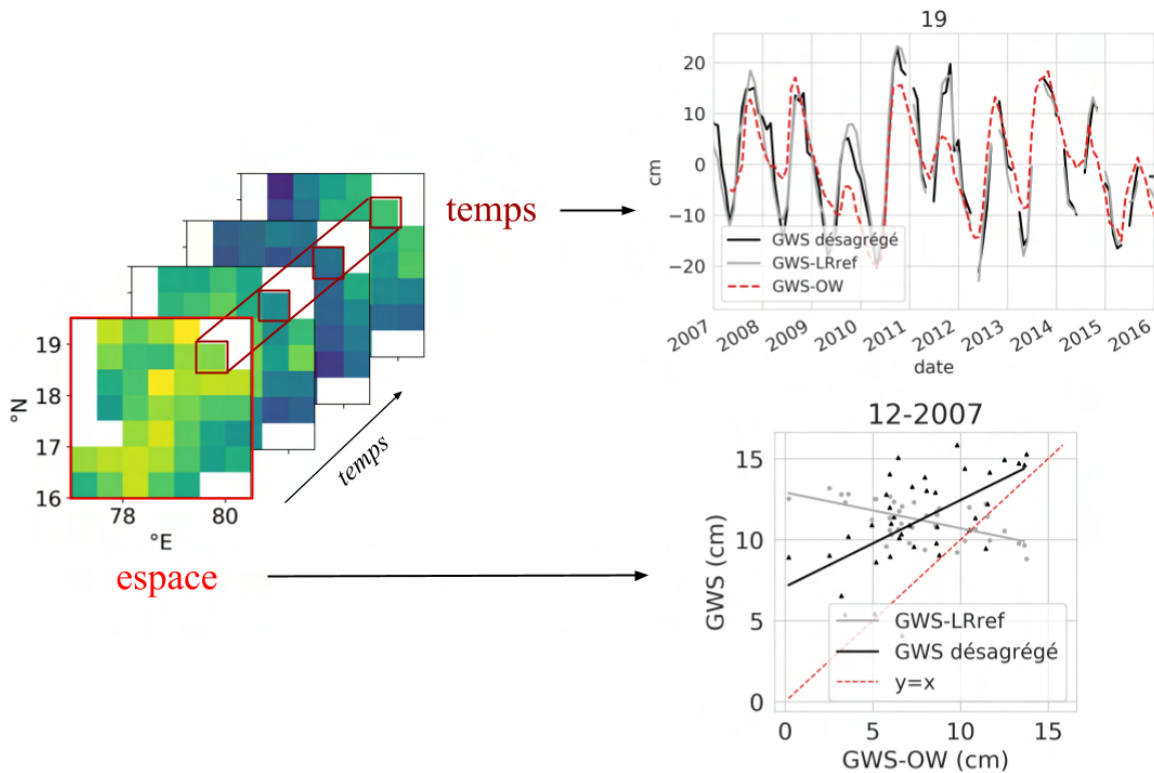 19
20
10
0
−10
−20
cm
GWS désagrégé
GWS-LRref
GWS-OW
2007
2008
2009
2010
2011
2012
2013
2014
2015
2016
date
temps
19
18
17
16
°N
78
80
°E
temps
espace
12-2007
15
10
5
0
GWS (cm)
GWS-LRref
GWS désagrégé
y=x
0
5
10
15
GWS-OW (cm)